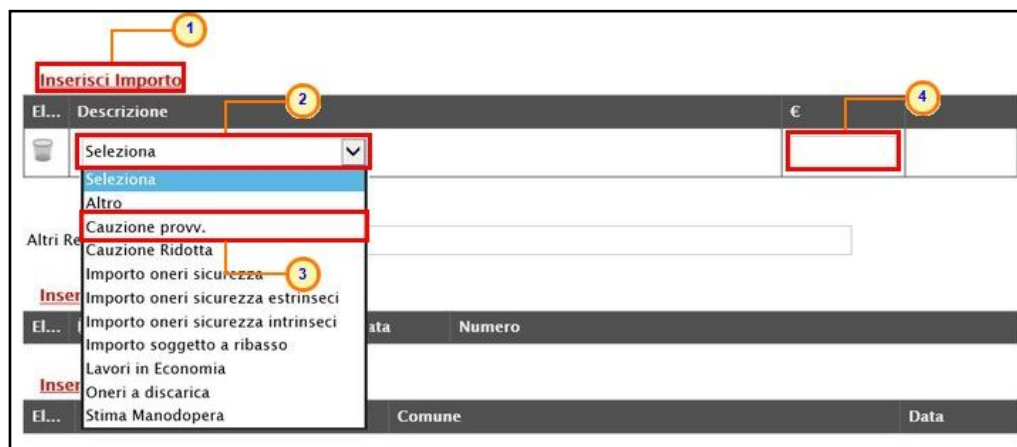 1
Inserisci Importo
El... Descrizione €
2
4
Seleziona
Seleziona
Altro
Cauzione provv.
Altri Re
Cauzione Ridotta
Importo oneri sicurezza
3
Inser
Importo oneri sicurezza estrinseci
El... Importo oneri sicurezza intrinseci ata Numero
Importo soggetto a ribasso
Lavori in Economia
Inser
Oneri a discarica
El... Stima Manodopera Comune Data